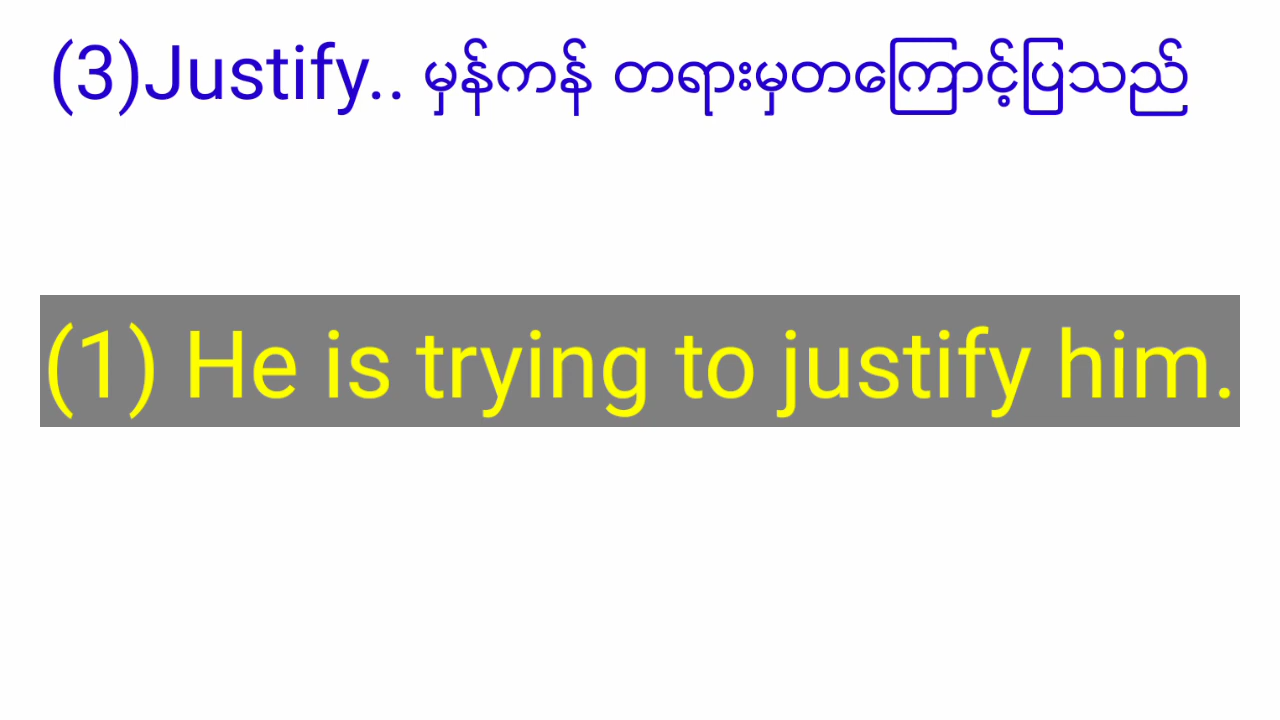 (3)Justify.. မှန်ကန် တရားမှတကြောင့်ပြသည်
(1) He is trying to justify him.